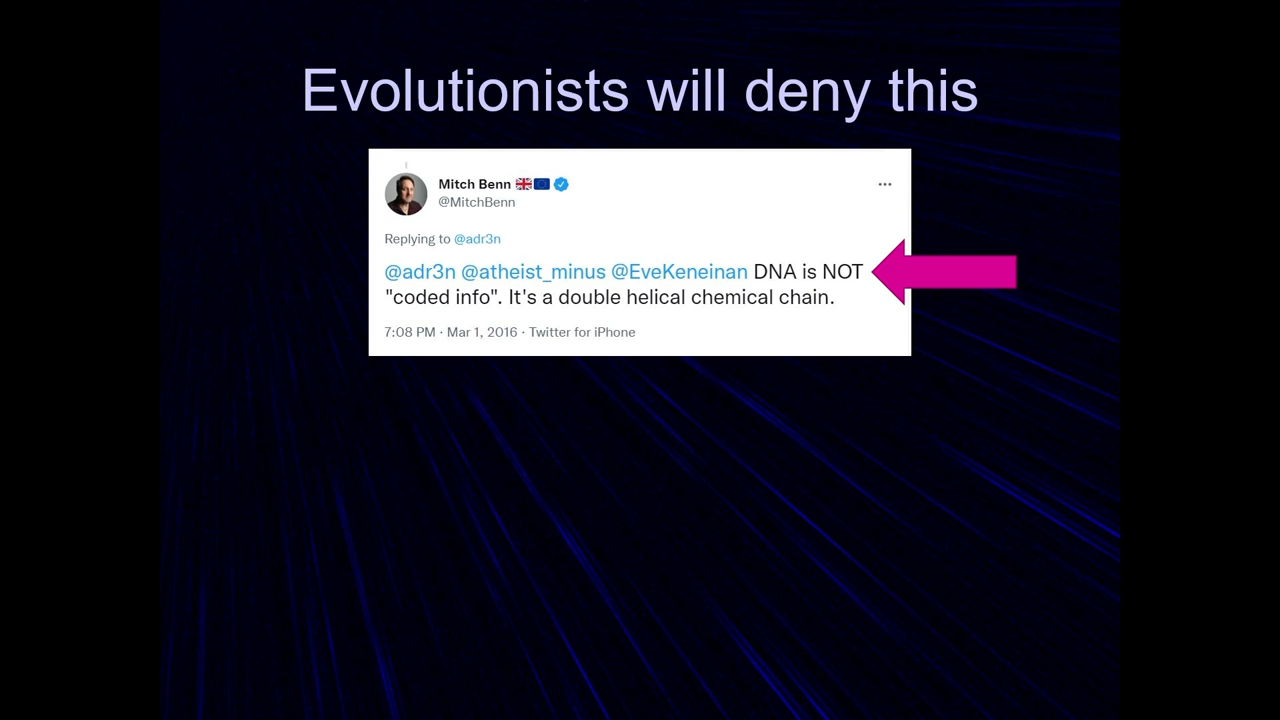 Evolutionists will deny this
Mitch Benn 🇬🇧🇪🇺
@MitchBenn
Replying to @adr3n
@adr3n @atheist_minus @EveKeneinan DNA is NOT
"coded info". It's a double helical chemical chain.
7:08 PM · Mar 1, 2016 · Twitter for iPhone